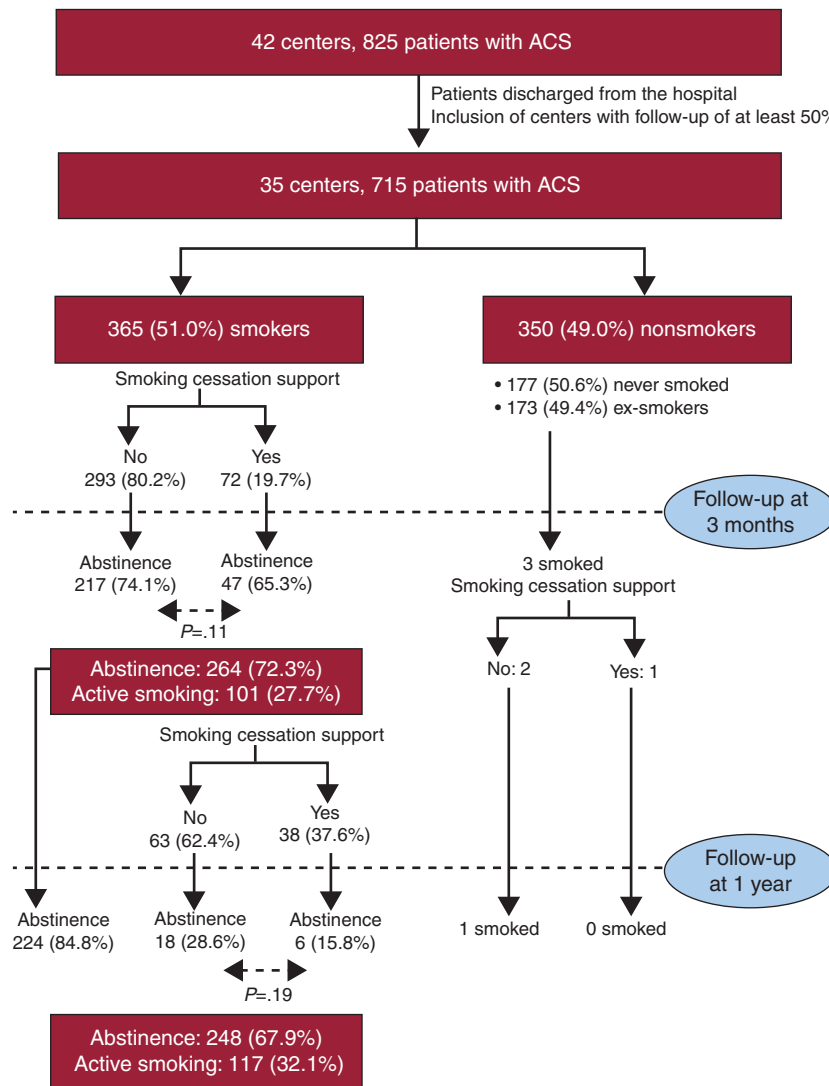 42 centers, 825 patients with ACS
Patients discharged from the hospital
Inclusion of centers with follow-up of at least 50%
35 centers, 715 patients with ACS
365 (51.0%) smokers
350 (49.0%) nonsmokers
Smoking cessation support
• 177 (50.6%) never smoked
• 173 (49.4%) ex-smokers
No
293 (80.2%)
Yes
72 (19.7%)
Follow-up at
3 months
Abstinence
217 (74.1%)
Abstinence
47 (65.3%)
P=.11
3 smoked
Smoking cessation support
No: 2
Yes: 1
Abstinence: 264 (72.3%)
Active smoking: 101 (27.7%)
Smoking cessation support
No
63 (62.4%)
Yes
38 (37.6%)
Follow-up
at 1 year
Abstinence
224 (84.8%)
Abstinence
18 (28.6%)
Abstinence
6 (15.8%)
1 smoked
0 smoked
P=.19
Abstinence: 248 (67.9%)
Active smoking: 117 (32.1%)